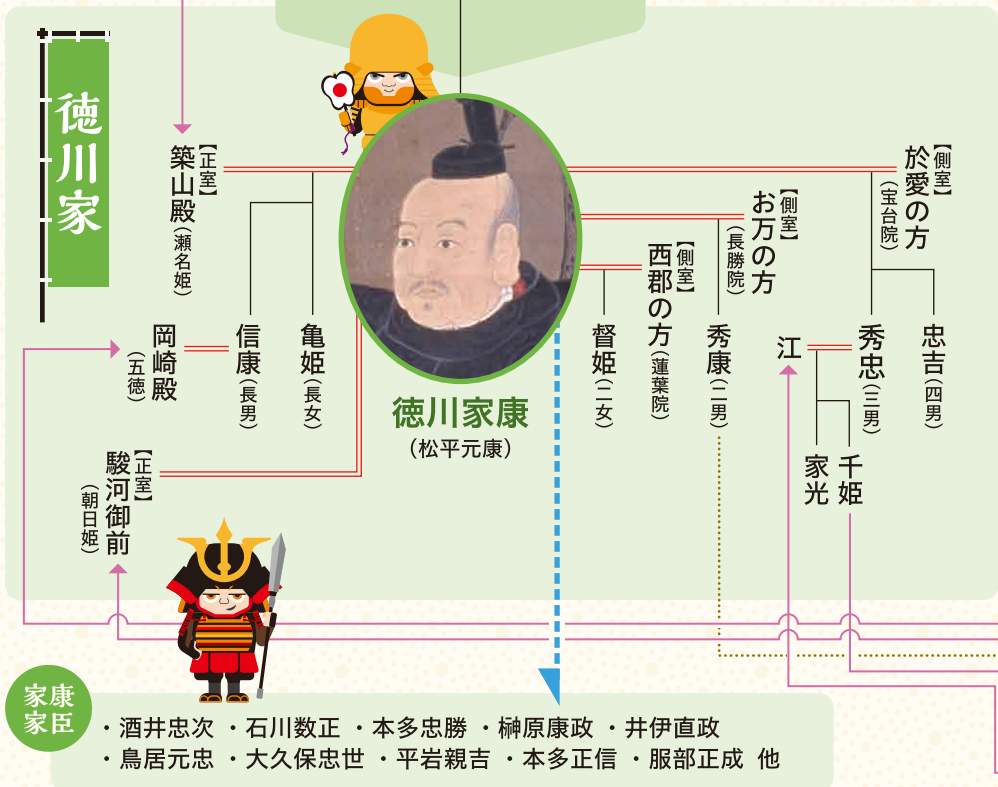 徳川家
【正室】
築山殿(瀬名姫)
【側室】
於愛の方
(宝台院)
【側室】
お万の方
(長勝院)
【側室】
西郡の方(蓮葉院)
岡崎殿
(五徳)
信康(長男)
亀姫(長女)
督姫(二女)
秀康(二男)
江
秀忠(三男)
忠吉(四男)
徳川家康
(松平元康)
家光
千姫
【正室】
駿河御前
(朝日姫)
家康
家臣
・酒井忠次 ・石川数正 ・本多忠勝 ・榊原康政 ・井伊直政
・鳥居元忠 ・大久保忠世 ・平岩親吉 ・本多正信 ・服部正成 他